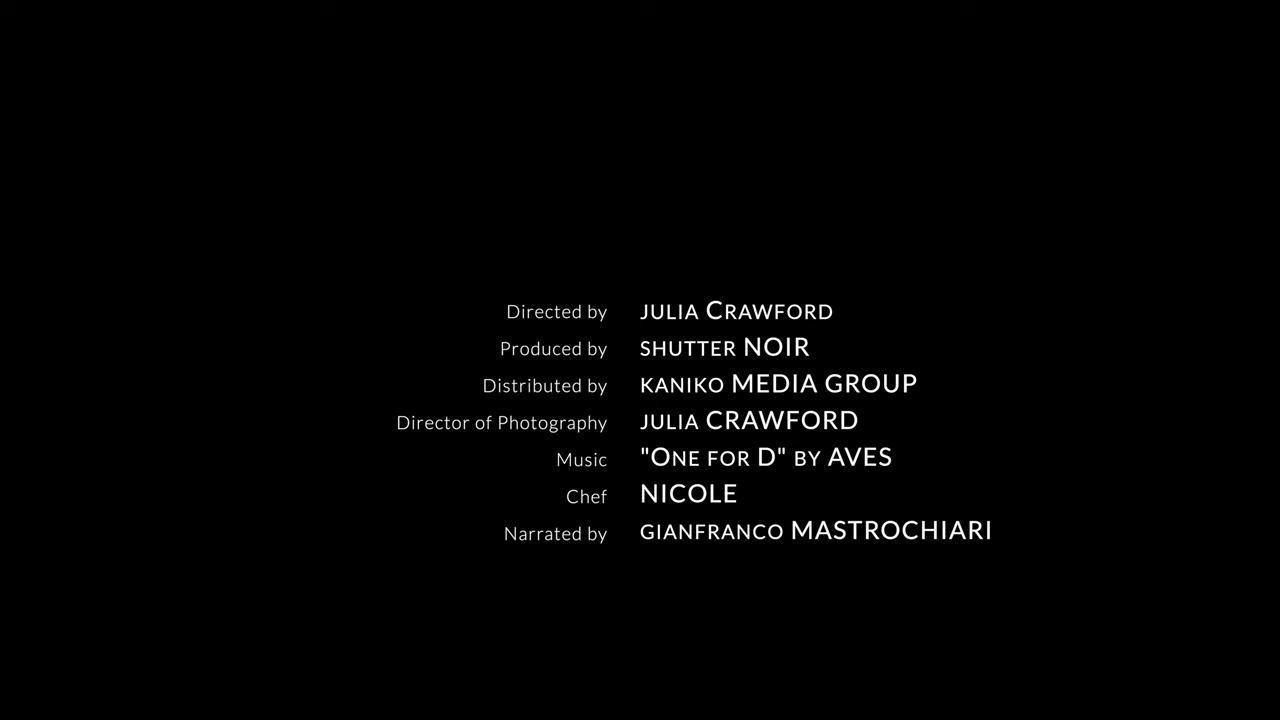 Directed by JULIA CRAWFORD
Produced by SHUTTER NOIR
Distributed by KANIKO MEDIA GROUP
Director of Photography JULIA CRAWFORD
Music "ONE FOR D" BY AVES
Chef NICOLE
Narrated by GIANFRANCO MASTROCHIARI